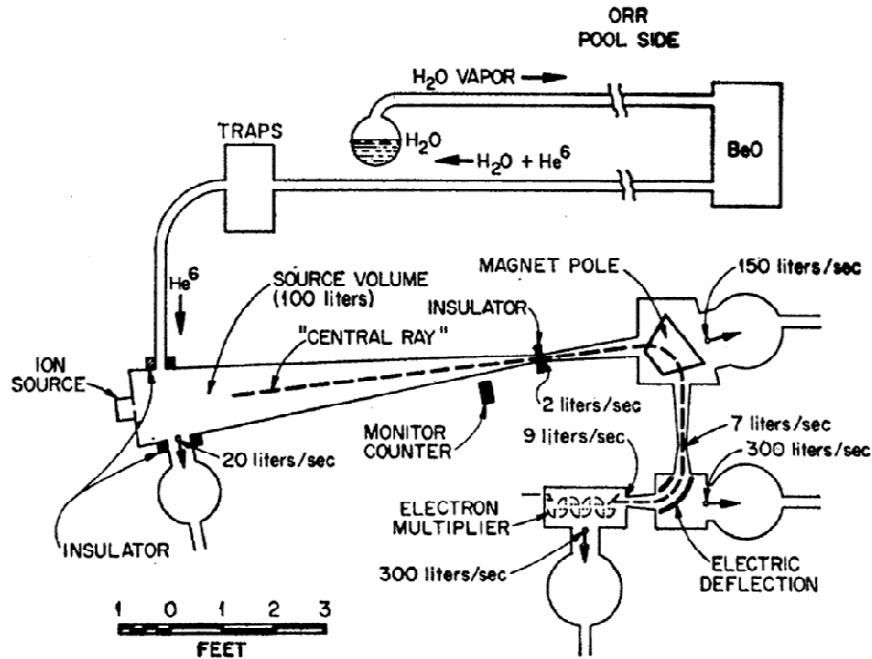 ORR
POOL SIDE
H₂O VAPOR
TRAPS
H₂O
BeO
H₂O + He⁶
He⁶
SOURCE VOLUME
(100 liters)
MAGNET POLE
150 liters/sec
INSULATOR
"CENTRAL RAY"
ION
SOURCE
2 liters/sec
MONITOR
COUNTER
7 liters/sec
9 liters/sec
300 liters/sec
20 liters/sec
ELECTRON
MULTIPLIER
INSULATOR
300 liters/sec
ELECTRIC
DEFLECTION
1 0 1 2 3
FEET